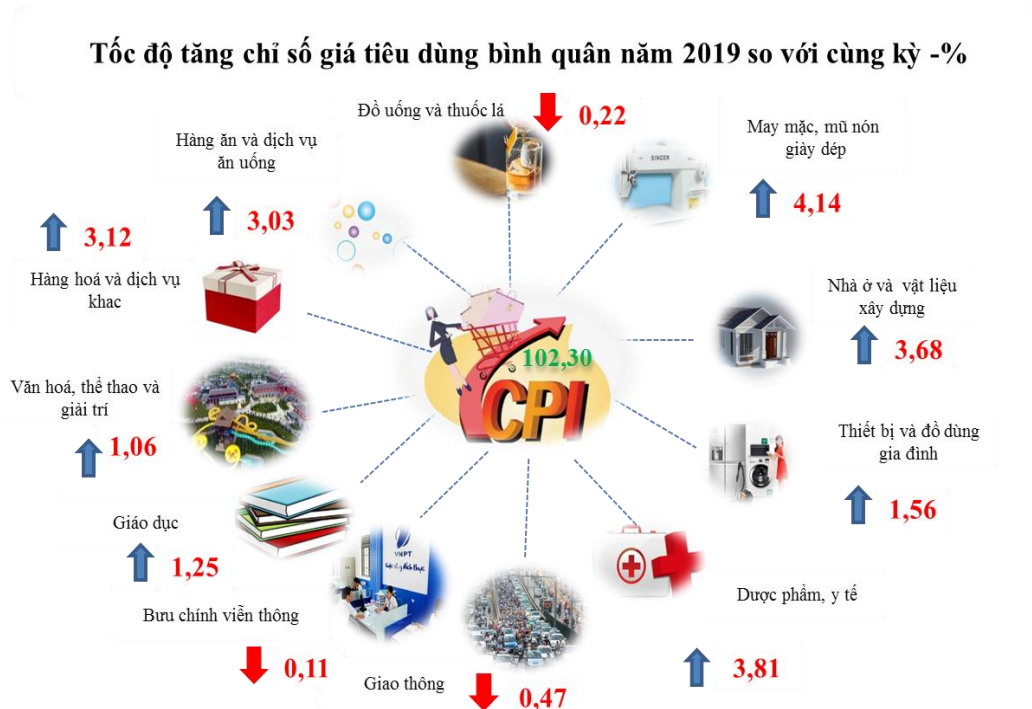 Tốc độ tăng chỉ số giá tiêu dùng bình quân năm 2019 so với cùng kỳ -%
Đồ uống và thuốc lá
0,22
May mặc, mũ nón
giày dép
4,14
Hàng ăn và dịch vụ
ăn uống
3,03
3,12
Hàng hoá và dịch vụ
khac
SINGER
Nhà ở và vật liệu
xây dựng
3,68
102,30
CPI
Văn hoá, thể thao và
giải trí
1,06
Thiết bị và đồ dùng
gia đình
1,56
Giáo dục
1,25
VNPT
Bưu chính viễn thông
0,11
Giao thông
0,47
Dược phẩm, y tế
3,81